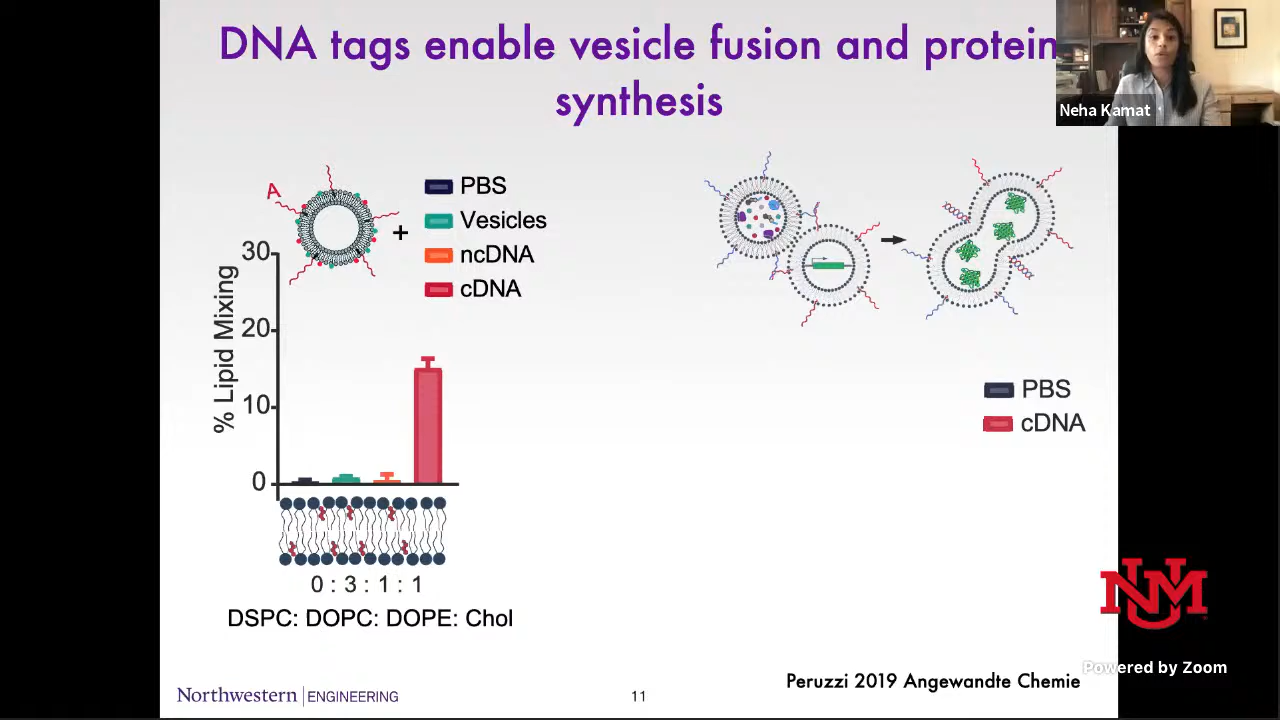 DNA tags enable vesicle fusion and protein
synthesis
Neha Kamat
A
+
PBS
Vesicles
ncDNA
cDNA
% Lipid Mixing
30
20
10
0
0 : 3 : 1 : 1
DSPC: DOPC: DOPE: Chol
PBS
cDNA
UNM
Powered by Zoom
Northwestern | ENGINEERING
11
Peruzzi 2019 Angewandte Chemie